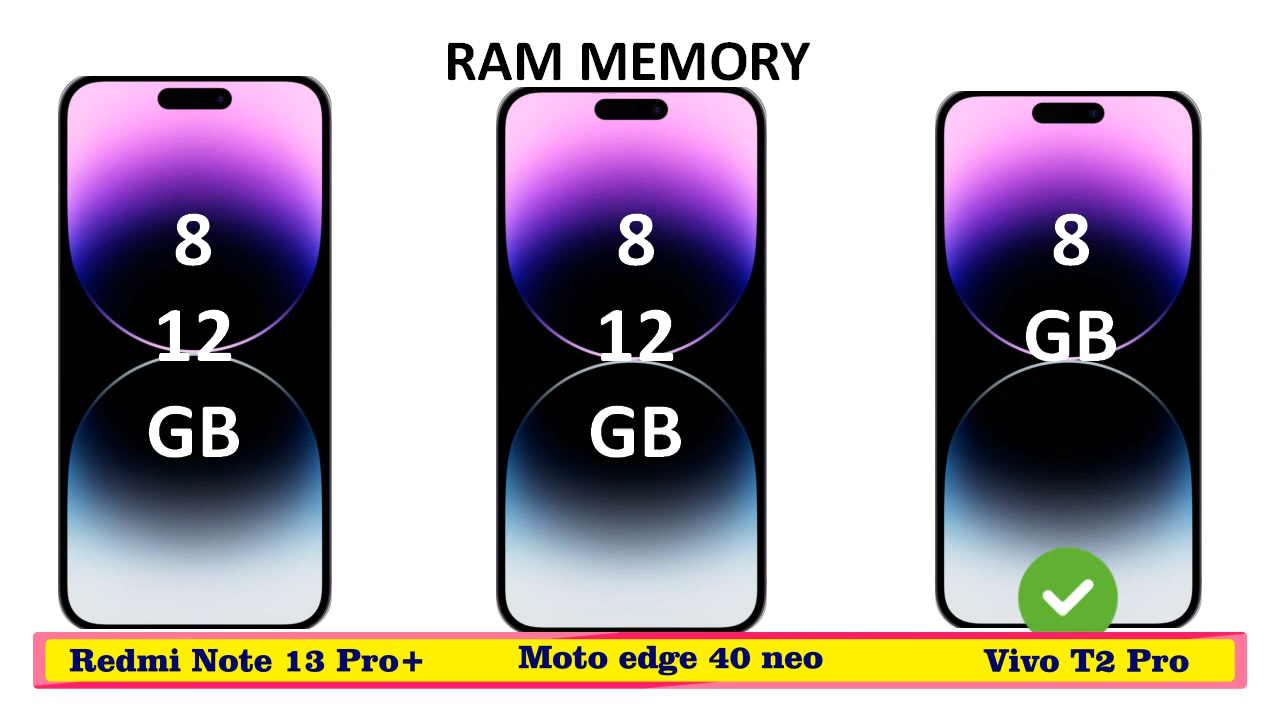 RAM MEMORY
8
12
GB
8
12
GB
8
GB
Redmi Note 13 Pro+
Moto edge 40 neo
Vivo T2 Pro